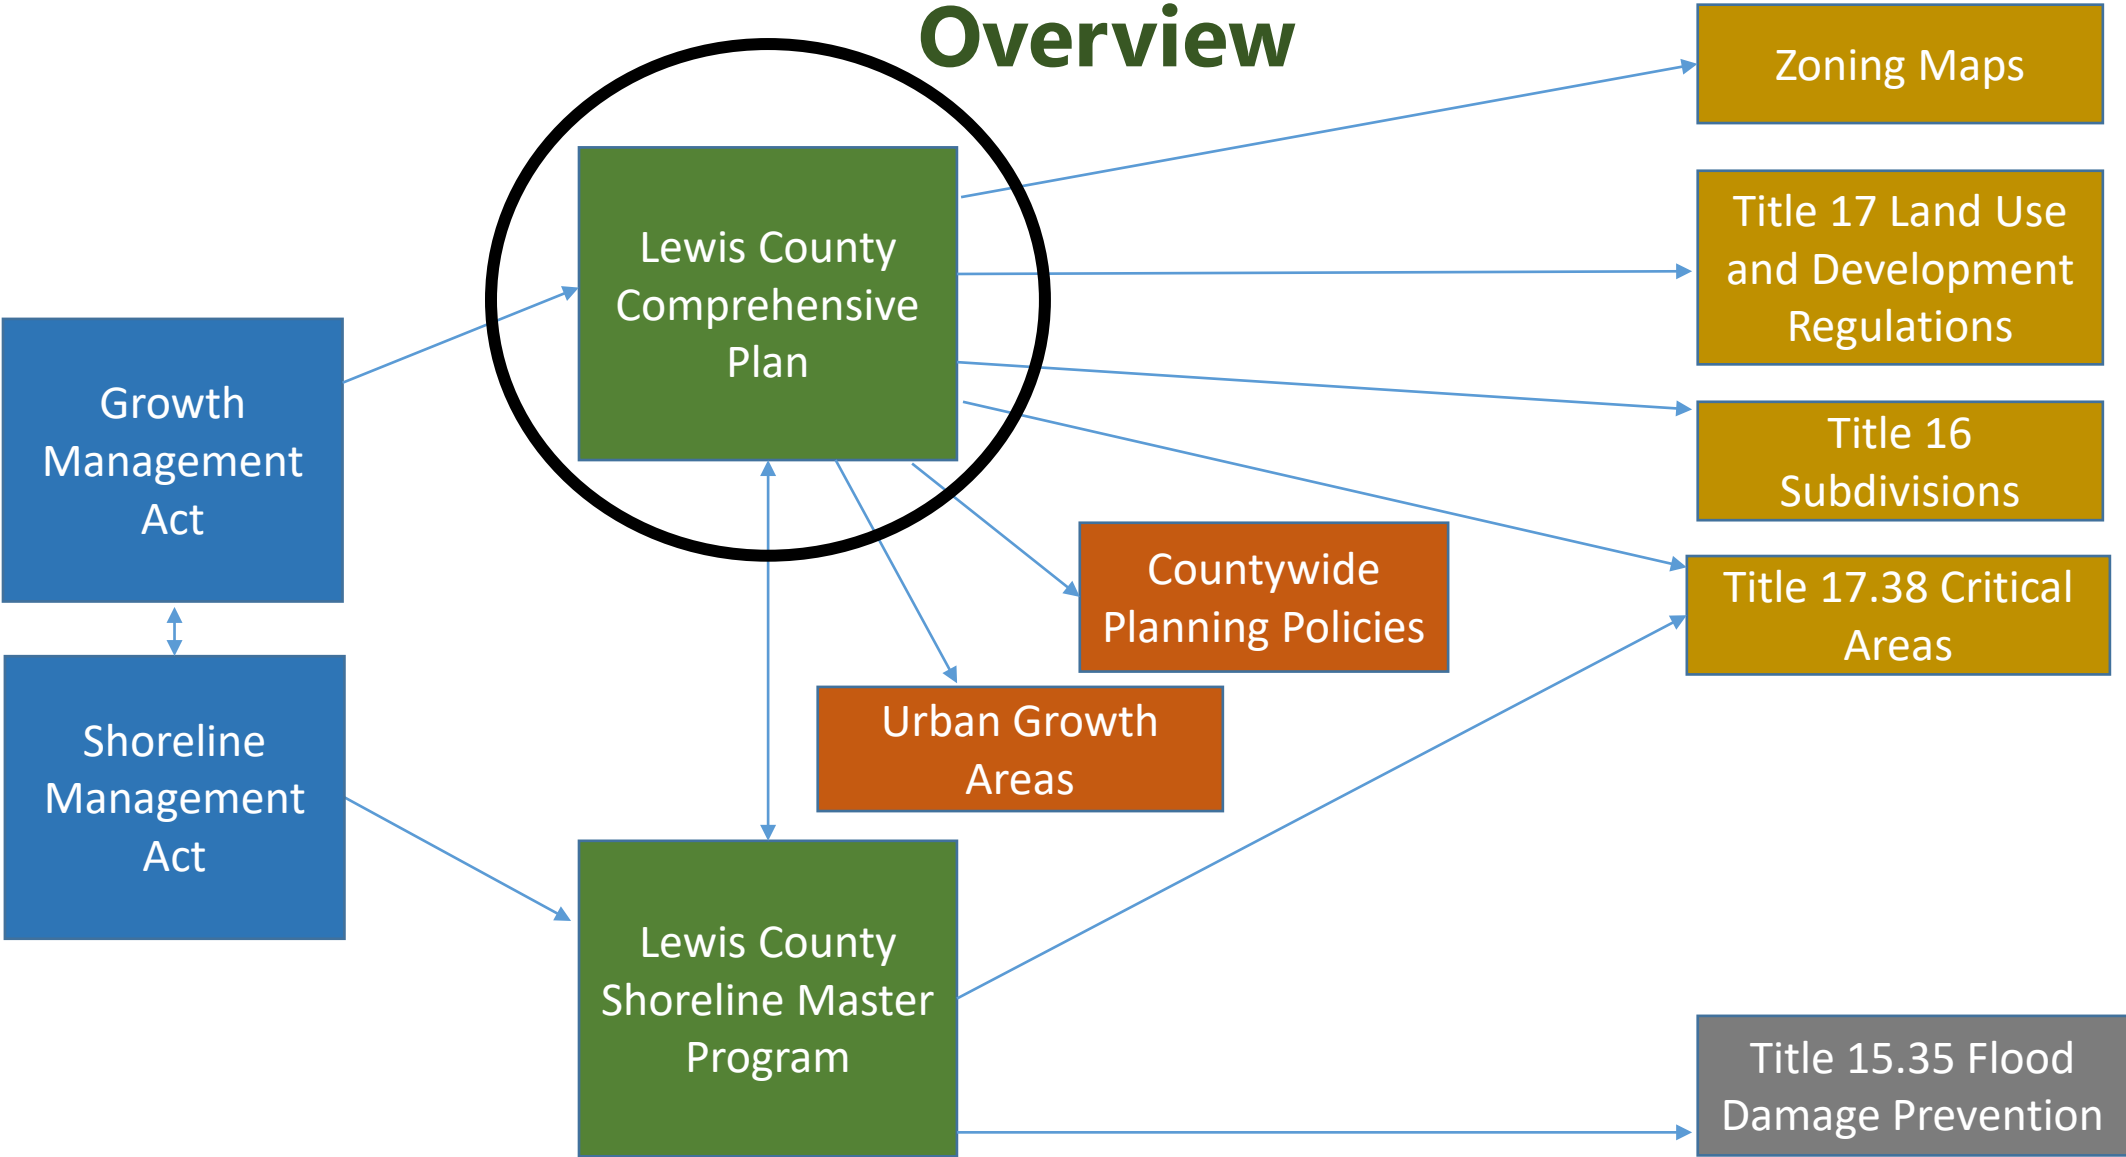 Overview
Zoning Maps
Title 17 Land Use
and Development
Regulations
Lewis County
Comprehensive
Plan
Growth
Management
Act
Title 16
Subdivisions
Countywide
Planning Policies
Title 17.38 Critical
Areas
Urban Growth
Areas
Shoreline
Management
Act
Lewis County
Shoreline Master
Program
Title 15.35 Flood
Damage Prevention